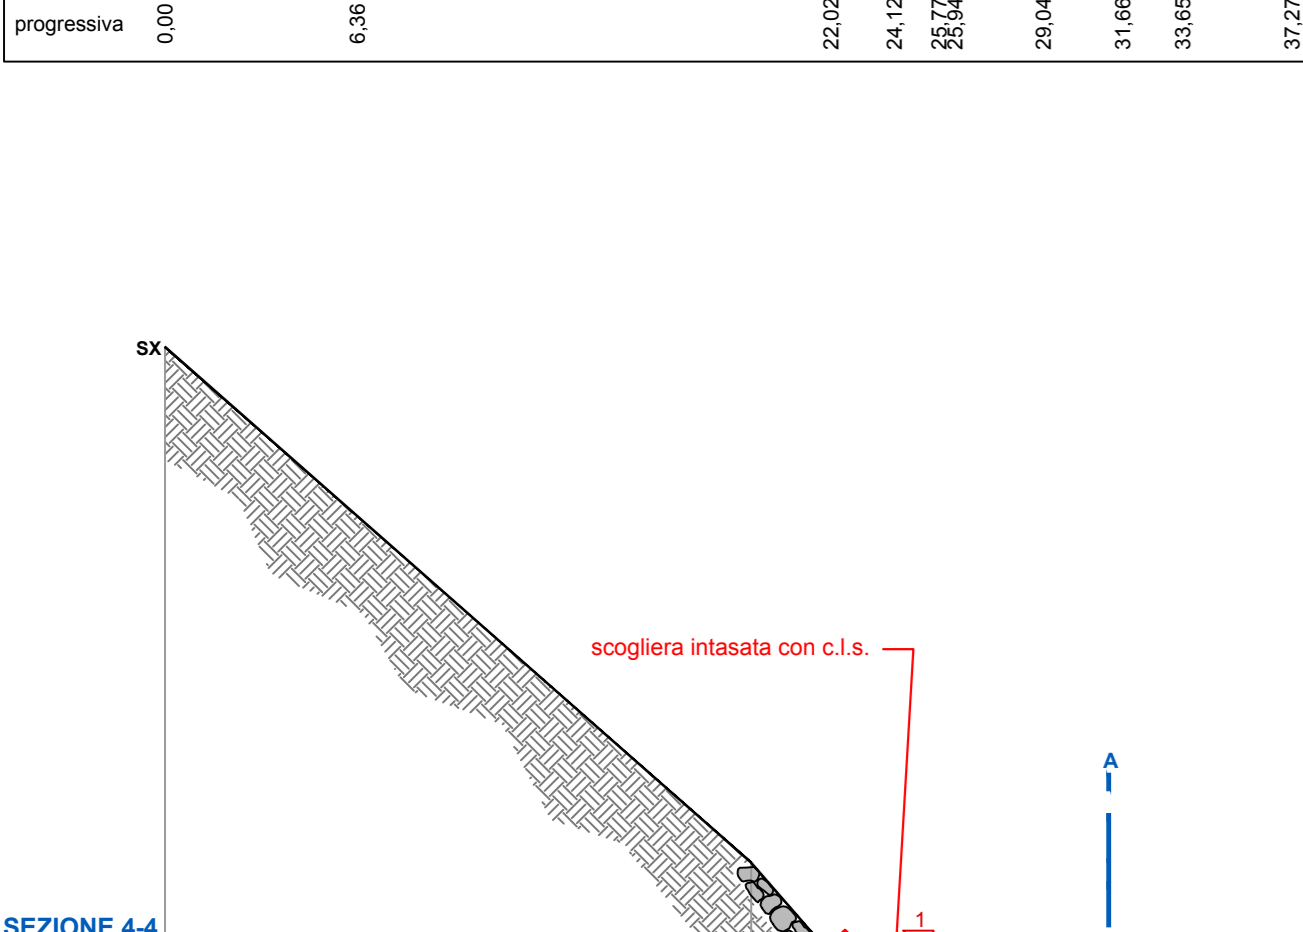 progressiva 0,00 6,36 22,02 24,12 25,77 25,94 29,04 31,66 33,65 37,27
SX
scogliera intasata con c.l.s.
A
1
SEZIONE 4-4